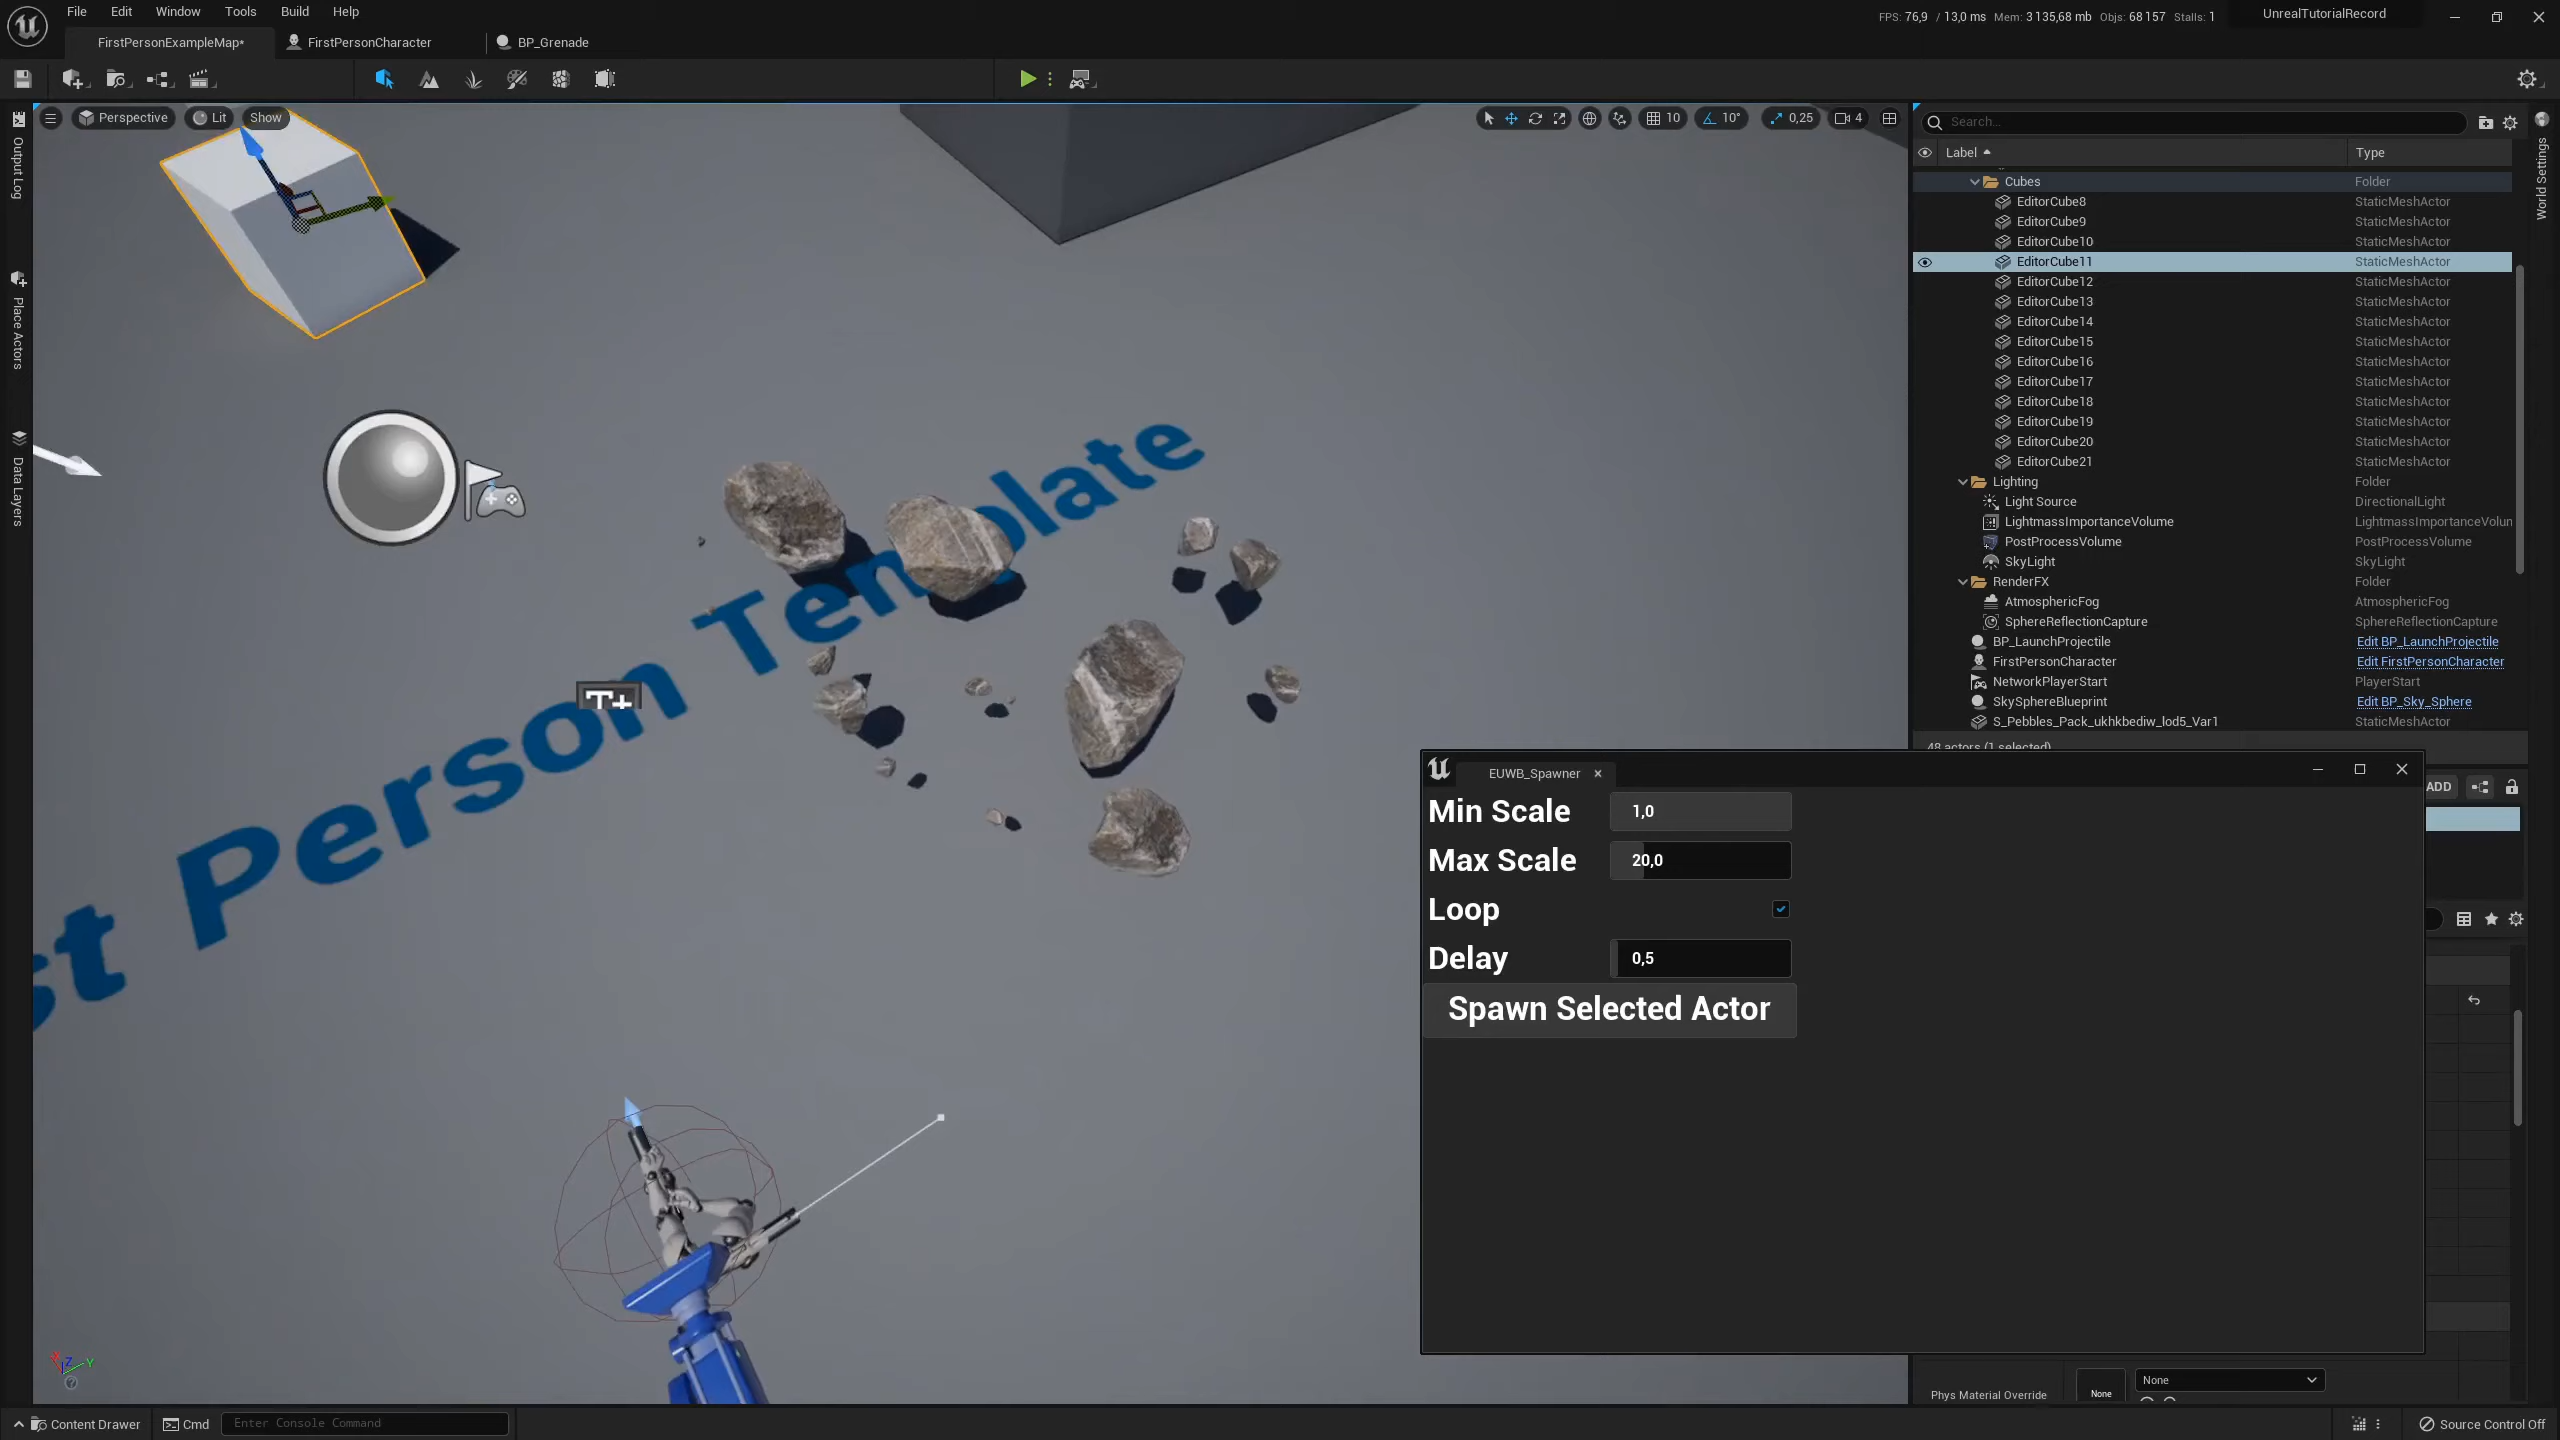 File Edit Window Tools Build Help
FPS: 76,9 / 13,0 ms Mem: 3 135,68 mb Objs: 68 157 Stalls: 1
UnrealTutorialRecord
FirstPersonExampleMap*
FirstPersonCharacter
BP_Grenade
Perspective
Lit
Show
10
10°
0,25
4
Output Log
Place Actors
Data Layers
World Settings
Search...
Label
Type
Cubes Folder
EditorCube8 StaticMeshActor
EditorCube9 StaticMeshActor
EditorCube10 StaticMeshActor
EditorCube11 StaticMeshActor
EditorCube12 StaticMeshActor
EditorCube13 StaticMeshActor
EditorCube14 StaticMeshActor
EditorCube15 StaticMeshActor
EditorCube16 StaticMeshActor
EditorCube17 StaticMeshActor
EditorCube18 StaticMeshActor
EditorCube19 StaticMeshActor
EditorCube20 StaticMeshActor
EditorCube21 StaticMeshActor
Lighting Folder
Light Source DirectionalLight
LightmassImportanceVolume LightmassImportanceVolun
PostProcessVolume PostProcessVolume
SkyLight SkyLight
RenderFX Folder
AtmosphericFog AtmosphericFog
SphereReflectionCapture SphereReflectionCapture
BP_LaunchProjectile Edit BP_LaunchProjectile
FirstPersonCharacter Edit FirstPersonCharacter
NetworkPlayerStart PlayerStart
SkySphereBlueprint Edit BP_Sky_Sphere
S_Pebbles_Pack_ukhkbediw_lod5_Var1 StaticMeshActor
48 actors (1 selected)
st Person Template
T+
EUWB_Spawner
ADD
Min Scale 1,0
Max Scale 20,0
Loop
Delay 0,5
Spawn Selected Actor
X Z Y
Phys Material Override
None
None
Content Drawer
Cmd
Enter Console Command
Source Control Off